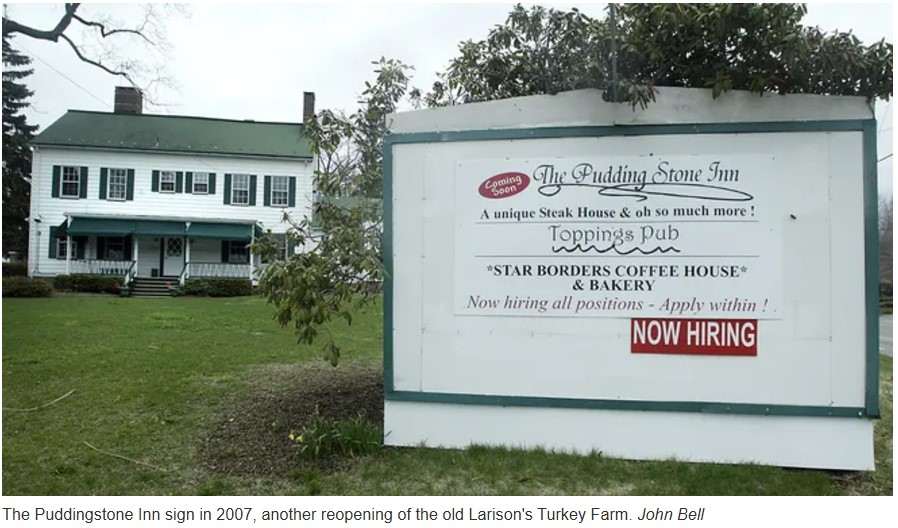 Coming
Soon
The Pudding Stone Inn
A unique Steak House & oh so much more !
Toppings Pub
*STAR BORDERS COFFEE HOUSE*
& BAKERY
Now hiring all positions - Apply within !
NOW HIRING
The Puddingstone Inn sign in 2007, another reopening of the old Larison's Turkey Farm. John Bell